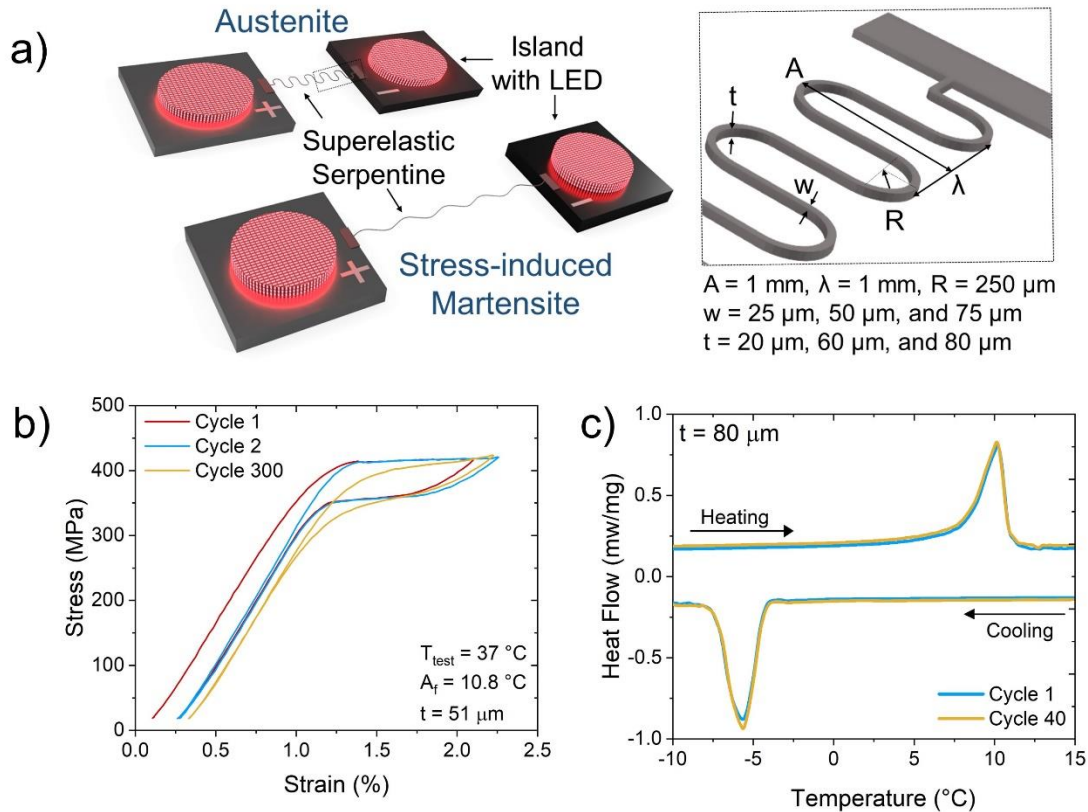 a)
Austenite
Island
with LED
Superelastic
Serpentine
Stress-induced
Martensite
+
−
+
−
A
t
w
R
λ
A = 1 mm, λ = 1 mm, R = 250 µm
w = 25 µm, 50 µm, and 75 µm
t = 20 µm, 60 µm, and 80 µm
b)
500
400
300
200
100
0
Stress (MPa)
Cycle 1
Cycle 2
Cycle 300
T_test = 37 °C
A_f = 10.8 °C
t = 51 µm
0.0 0.5 1.0 1.5 2.0 2.5
Strain (%)
c)
1.0
0.5
0.0
-0.5
-1.0
Heat Flow (mw/mg)
t = 80 µm
Heating
Cooling
Cycle 1
Cycle 40
-10 -5 0 5 10 15
Temperature (°C)